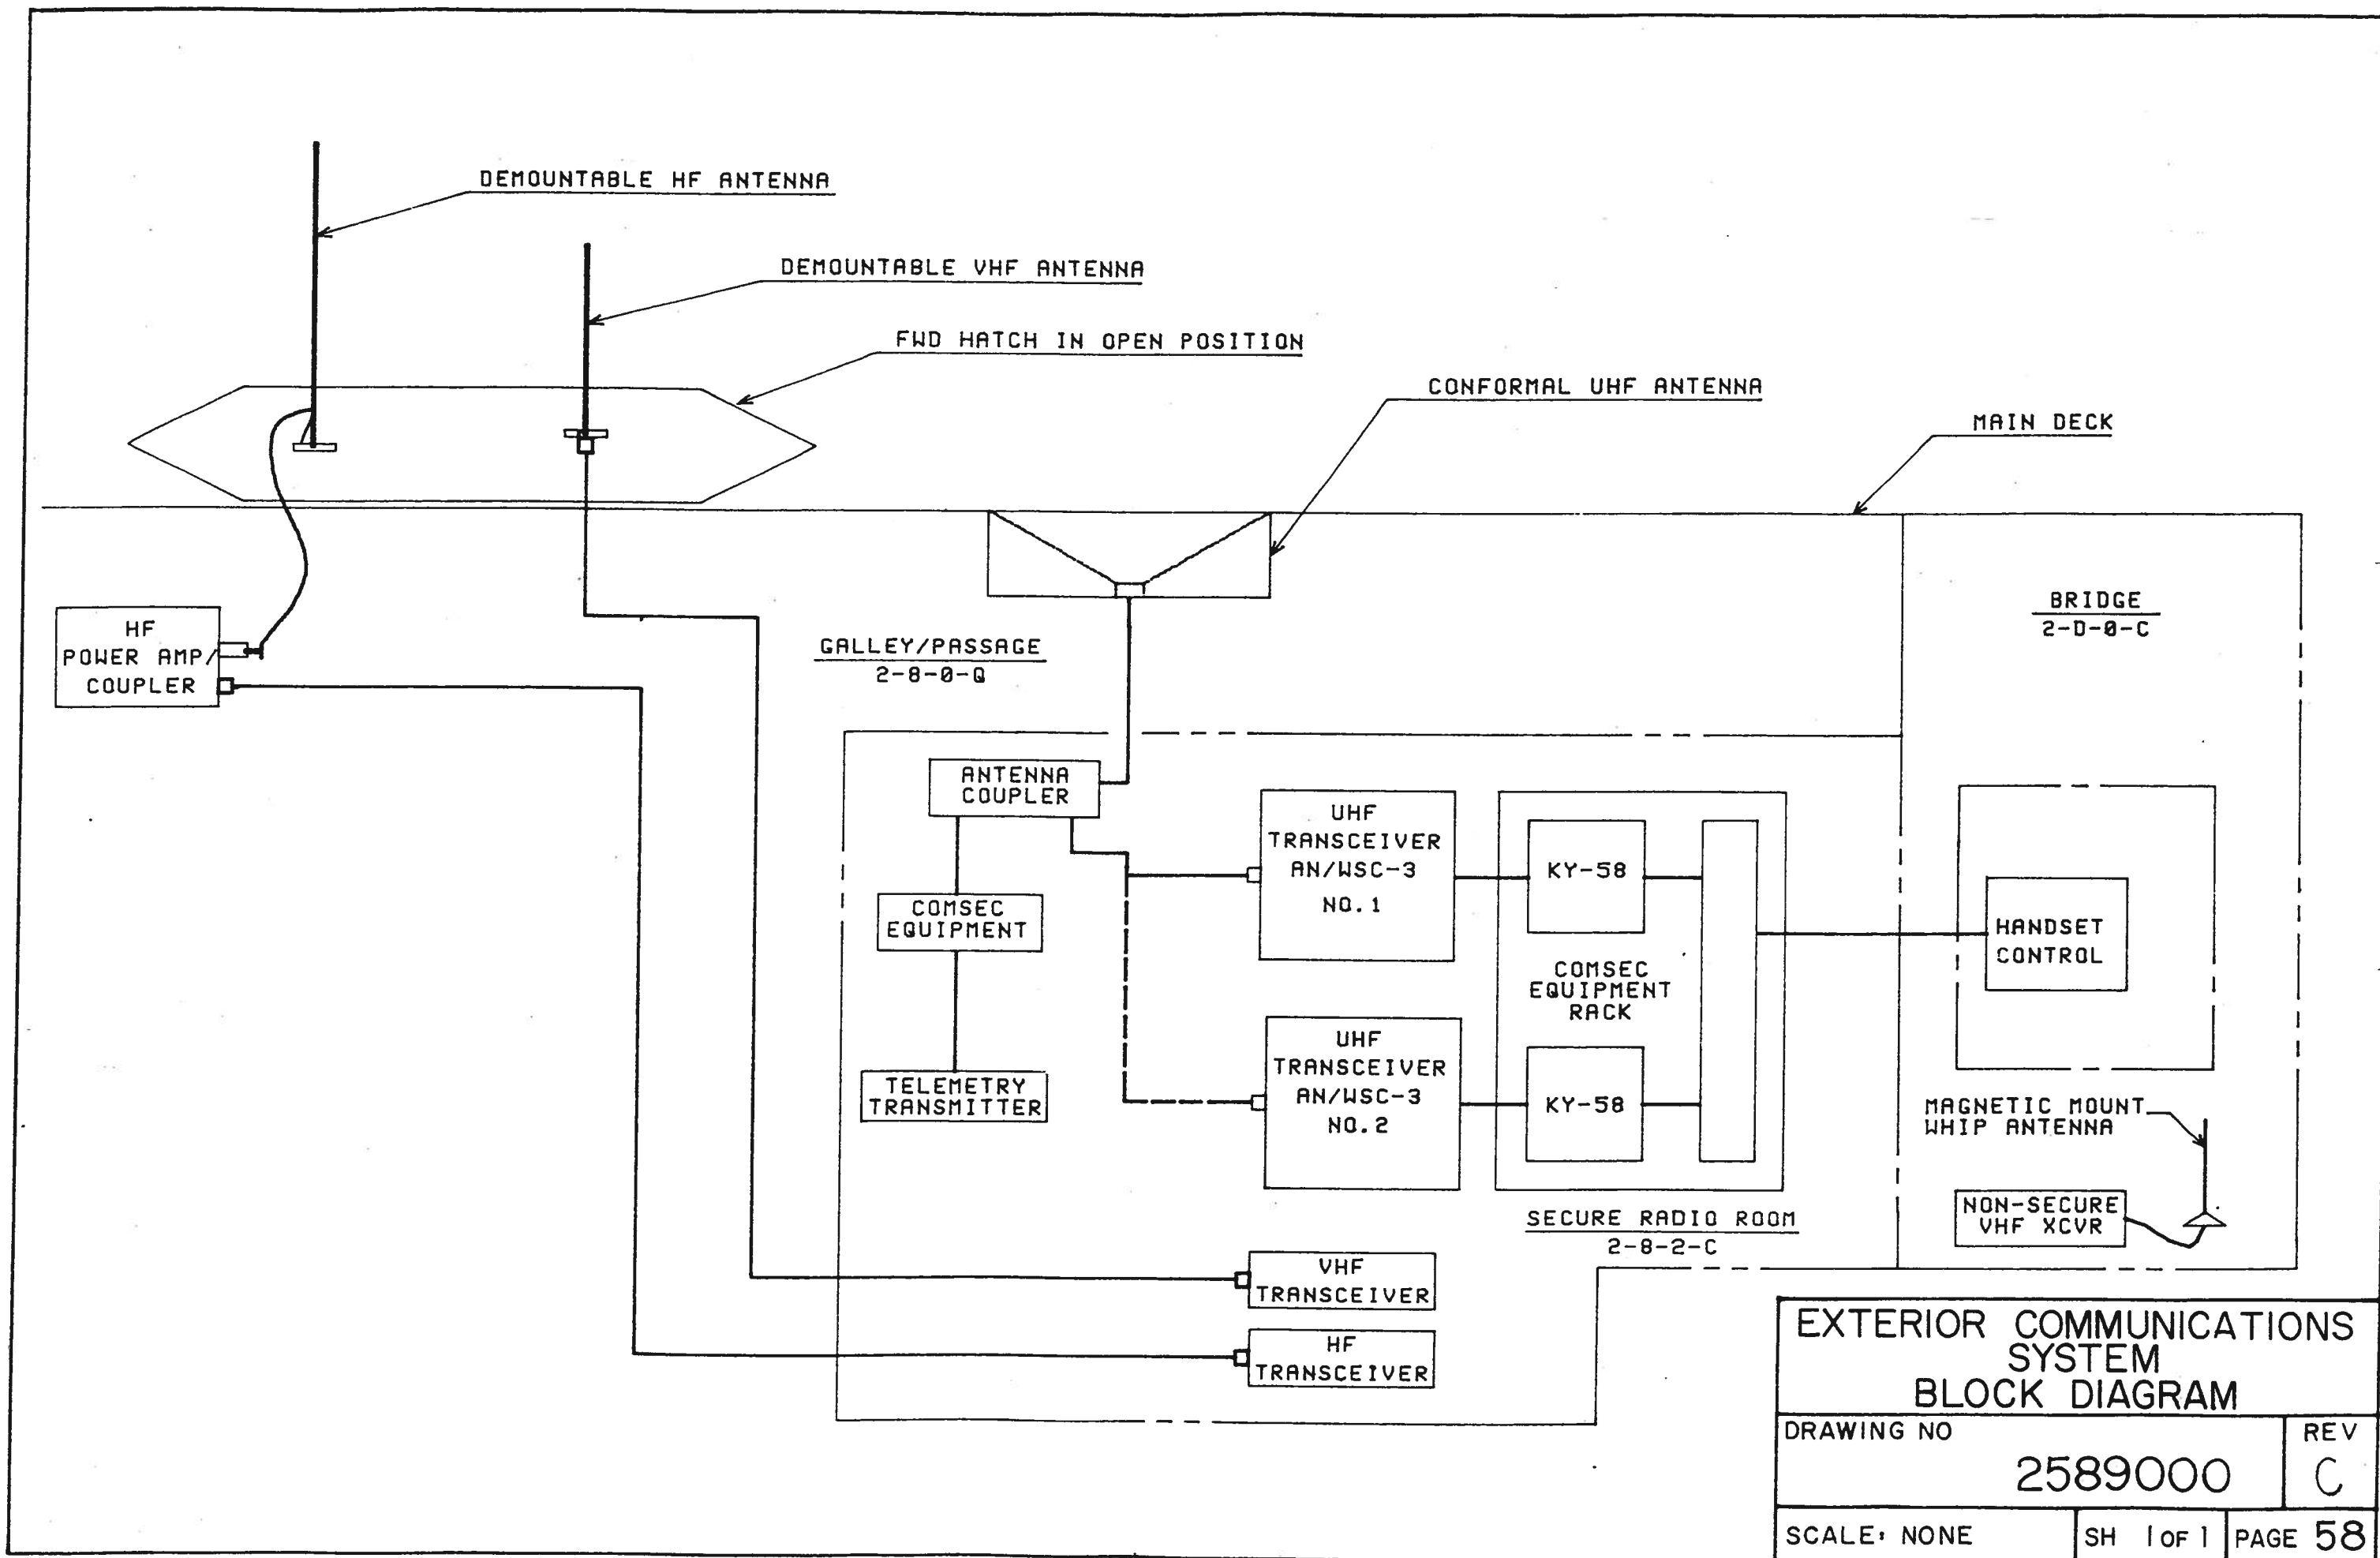 DEMOUNTABLE HF ANTENNA
DEMOUNTABLE VHF ANTENNA
FWD HATCH IN OPEN POSITION
CONFORMAL UHF ANTENNA
MAIN DECK
HF
POWER AMP/
COUPLER
GALLEY/PASSAGE
2-8-0-Q
BRIDGE
2-D-0-C
ANTENNA
COUPLER
COMSEC
EQUIPMENT
TELEMETRY
TRANSMITTER
UHF
TRANSCEIVER
AN/WSC-3
NO.1
KY-58
COMSEC
EQUIPMENT
RACK
UHF
TRANSCEIVER
AN/WSC-3
NO.2
KY-58
HANDSET
CONTROL
MAGNETIC MOUNT
WHIP ANTENNA
NON-SECURE
VHF XCVR
SECURE RADIO ROOM
2-8-2-C
VHF
TRANSCEIVER
HF
TRANSCEIVER
EXTERIOR COMMUNICATIONS
SYSTEM
BLOCK DIAGRAM
DRAWING NO
2589000
REV
C
SCALE: NONE
SH 1 OF 1
PAGE 58